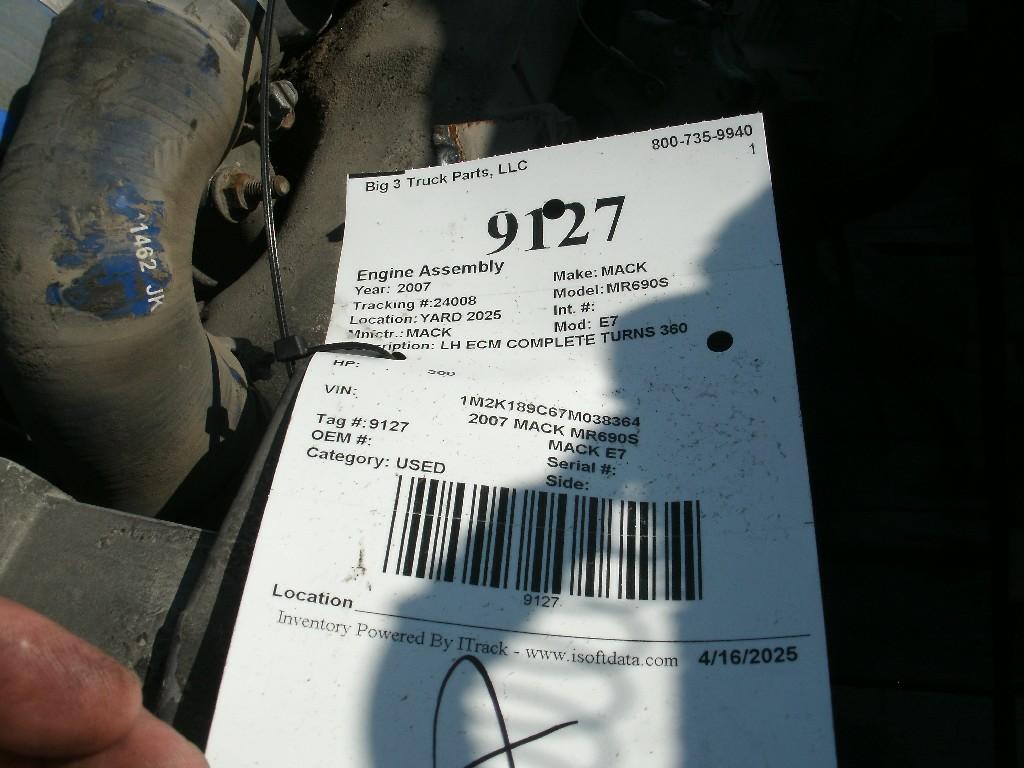 Big 3 Truck Parts, LLC 800-735-9940
1
9127
Engine Assembly
Year: 2007 Make: MACK
Tracking #:24008 Model: MR690S
Location: YARD 2025 Int. #:
Mnfctr.: MACK Mod: E7
LH ECM COMPLETE TURNS 360
HP:
VIN: 1M2K189C67M038364
2007 MACK MR690S
Tag #: 9127 MACK E7
OEM #: Serial #:
Category: USED Side:
9127
Location
Inventory Powered By ITrack - www.isoftdata.com 4/16/2025
1462 JK